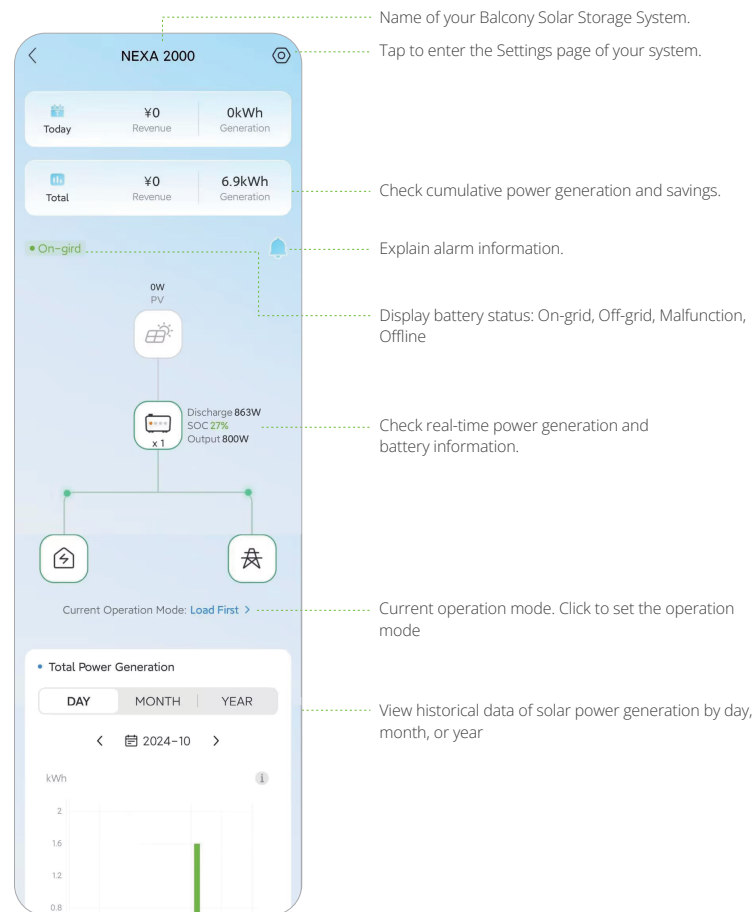 Name of your Balcony Solar Storage System.
NEXA 2000
Tap to enter the Settings page of your system.
Today
¥0
Revenue
0kWh
Generation
Total
¥0
Revenue
6.9kWh
Generation
Check cumulative power generation and savings.
On-gird
Explain alarm information.
0W
PV
Display battery status: On-grid, Off-grid, Malfunction,
Offline
x 1
Discharge 863W
SOC 27%
Output 800W
Check real-time power generation and
battery information.
Current Operation Mode: Load First >
Current operation mode. Click to set the operation
mode
Total Power Generation
DAY
MONTH
YEAR
View historical data of solar power generation by day,
month, or year
< 2024-10 >
kWh
i
2
1.6
1.2
0.8